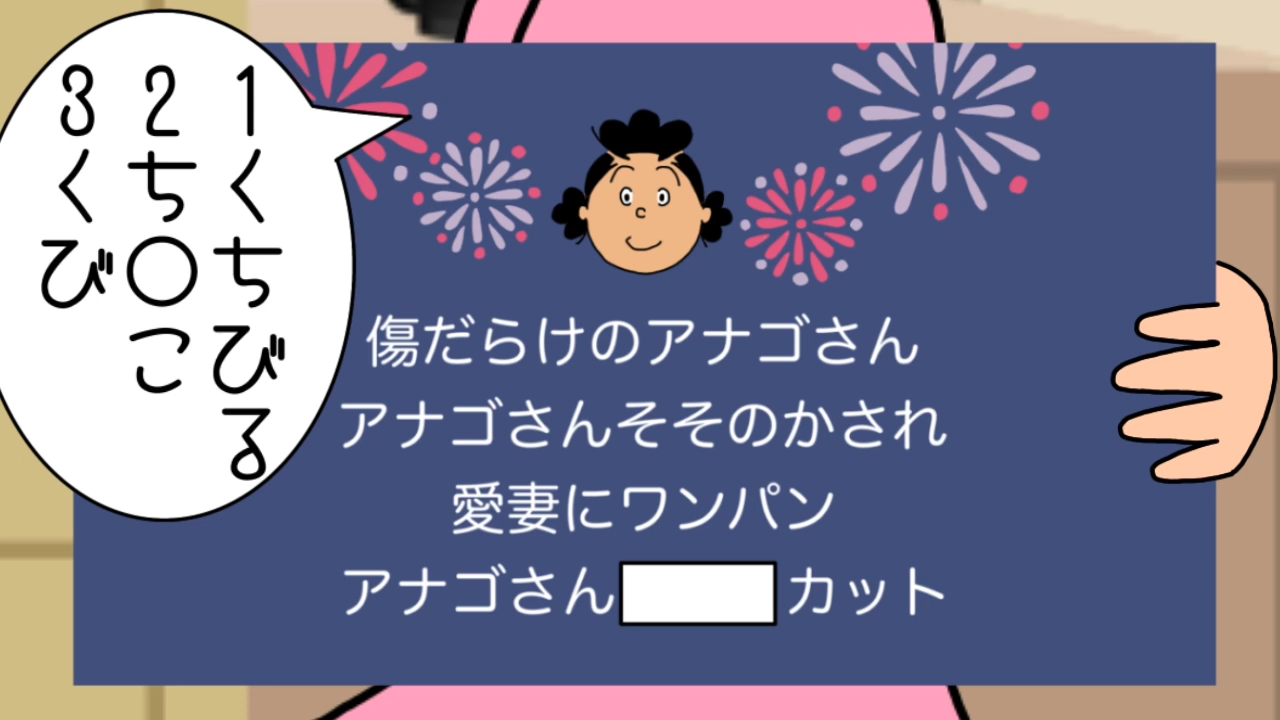 1くちびる
2ち〇こ
3くび
傷だらけのアナゴさん
アナゴさんそそのかされ
愛妻にワンパン
アナゴさん カット